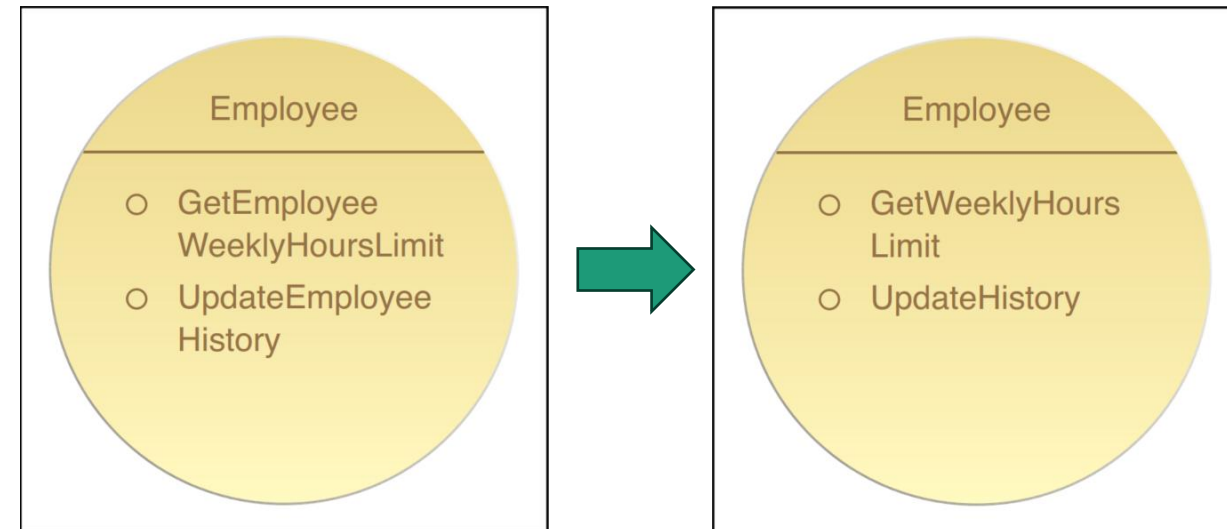 Employee
GetEmployee
WeeklyHoursLimit
UpdateEmployee
History
Employee
GetWeeklyHours
Limit
UpdateHistory